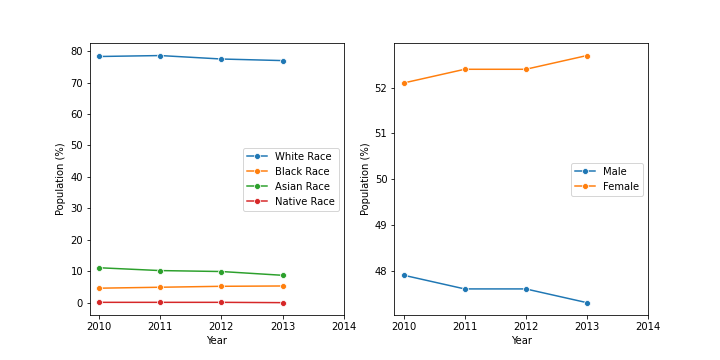 80
70
60
50
40
30
20
10
0
Population (%)
2010 2011 2012 2013 2014
Year
White Race
Black Race
Asian Race
Native Race
52
51
50
49
48
Population (%)
2010 2011 2012 2013 2014
Year
Male
Female